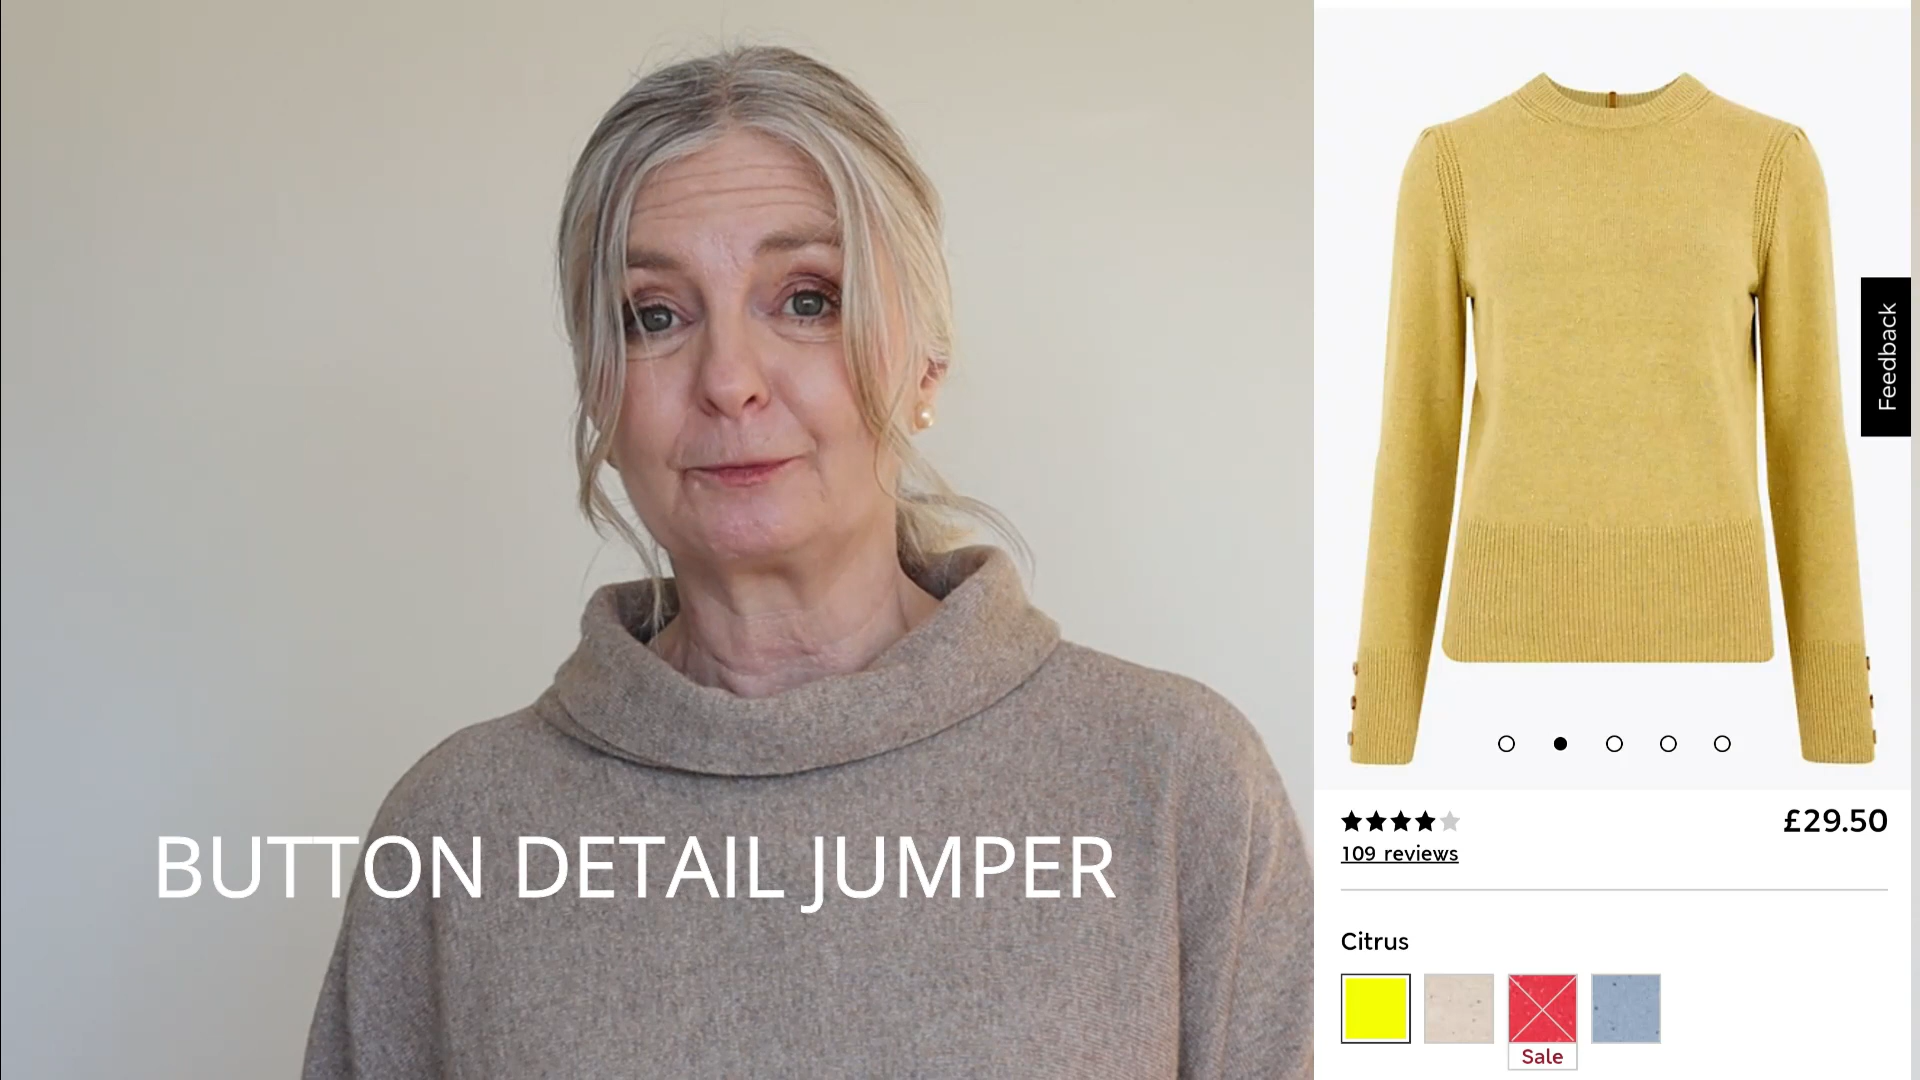 BUTTON DETAIL JUMPER
Feedback
£29.50
109 reviews
Citrus
Sale